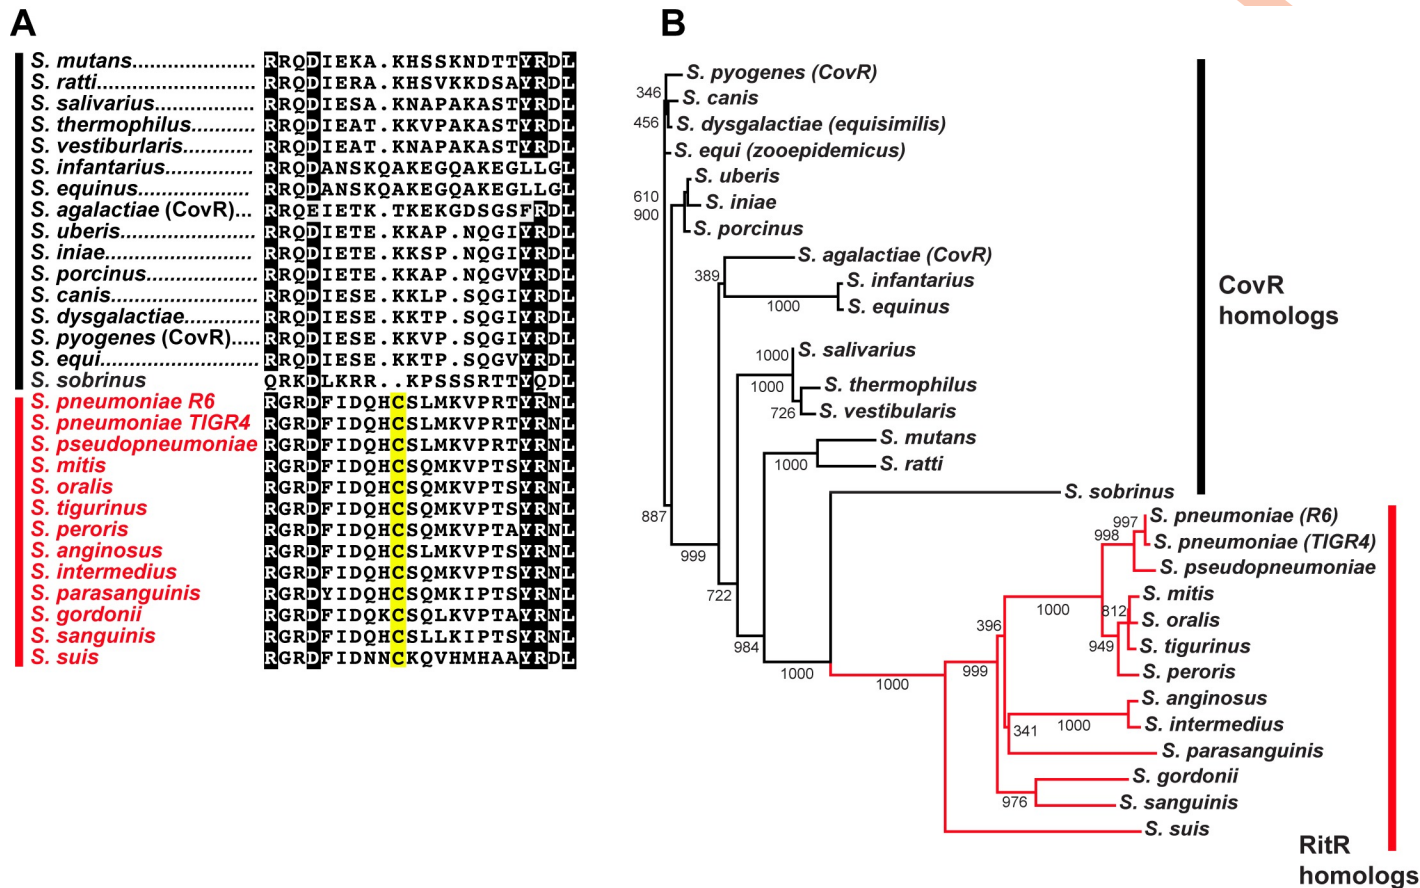 A
S. mutans.................... RRQDIEKA.KHSSKNDTTYRDL
S. ratti....................... RRQDIERA.KHSVKKDSAYRDL
S. salivarius................ RRQDIESA.KNAPAKASTYRDL
S. thermophilus........... RRQDIEAT.KKVPAKASTYRDL
S. vestiburlaris............ RRQDIEAT.KNAPAKASTYRDL
S. infantarius............... RRQDANSKQAKEGQAKEGLLGL
S. equinus................... RRQDANSKQAKEGQAKEGLLGL
S. agalactiae (CovR)... RRQEIETK.TKEKGDSGSFRDL
S. uberis....................... RRQDIETE.KKAP.NQGIYRDL
S. iniae......................... RRQDIETE.KKSP.NQGIYRDL
S. porcinus.................. RRQDIETE.KKAP.NQGVYRDL
S. canis........................ RRQDIESE.KKLP.SQGIYRDL
S. dysgalactiae............ RRQDIESE.KKTP.SQGIYRDL
S. pyogenes (CovR)..... RRQDIESE.KKVP.SQGIYRDL
S. equi.......................... RRQDIESE.KKTP.SQGVYRDL
S. sobrinus QRKDLKRR..KPSSSRTTYQDL
S. pneumoniae R6 RGRDFIDQHCSLMKVPRTYRNL
S. pneumoniae TIGR4 RGRDFIDQHCSLMKVPRTYRNL
S. pseudopneumoniae RGRDFIDQHCSLMKVPRTYRNL
S. mitis RGRDFIDQHCSQMKVPTSYRNL
S. oralis RGRDFIDQHCSQMKVPTSYRNL
S. tigurinus RGRDFIDQHCSQMKVPTSYRNL
S. peroris RGRDFIDQHCSQMKVPTAYRNL
S. anginosus RGRDFIDQHCSLMKVPTSYRNL
S. intermedius RGRDFIDQHCSQMKVPTSYRNL
S. parasanguinis RGRDYIDQHCSQMKIPTSYRNL
S. gordonii RGRDFIDQKCSQLKVPTAYRNL
S. sanguinis RGRDFIDQHCSLLKIPTSYRNL
S. suis RGRDFIDNNCKQVHMHAAYRDL
B
S. pyogenes (CovR)
346
S. canis
456
S. dysgalactiae (equisimilis)
S. equi (zooepidemicus)
S. uberis
610
S. iniae
900
S. porcinus
S. agalactiae (CovR)
389
S. infantarius
1000
S. equinus
S. salivarius
1000
1000
S. thermophilus
726
S. vestibularis
S. mutans
1000
S. ratti
S. sobrinus
887
999
722
984
1000
CovR
homologs
997
S. pneumoniae (R6)
998
S. pneumoniae (TIGR4)
S. pseudopneumoniae
S. mitis
1000
812
S. oralis
396
949
S. tigurinus
999
S. peroris
1000
S. anginosus
1000
S. intermedius
341
S. parasanguinis
S. gordonii
976
S. sanguinis
S. suis
RitR
homologs